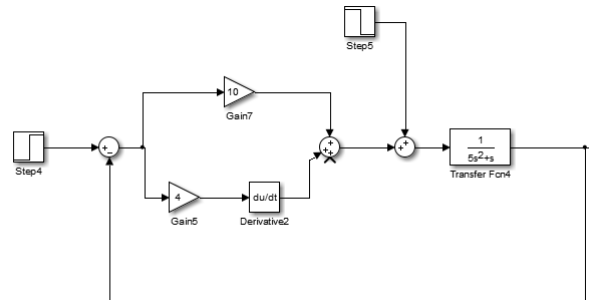 Step5
10
Gain7
Step4
1
5s²+s
Transfer Fcn4
4
Gain5
du/dt
Derivative2